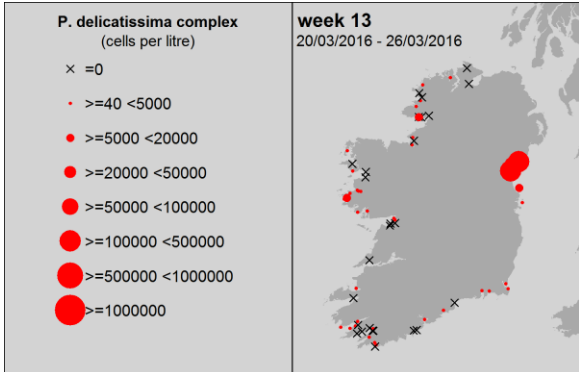 P. delicatissima complex
(cells per litre)
=0
>=40 <5000
>=5000 <20000
>=20000 <50000
>=50000 <100000
>=100000 <500000
>=500000 <1000000
>=1000000
week 13
20/03/2016 - 26/03/2016